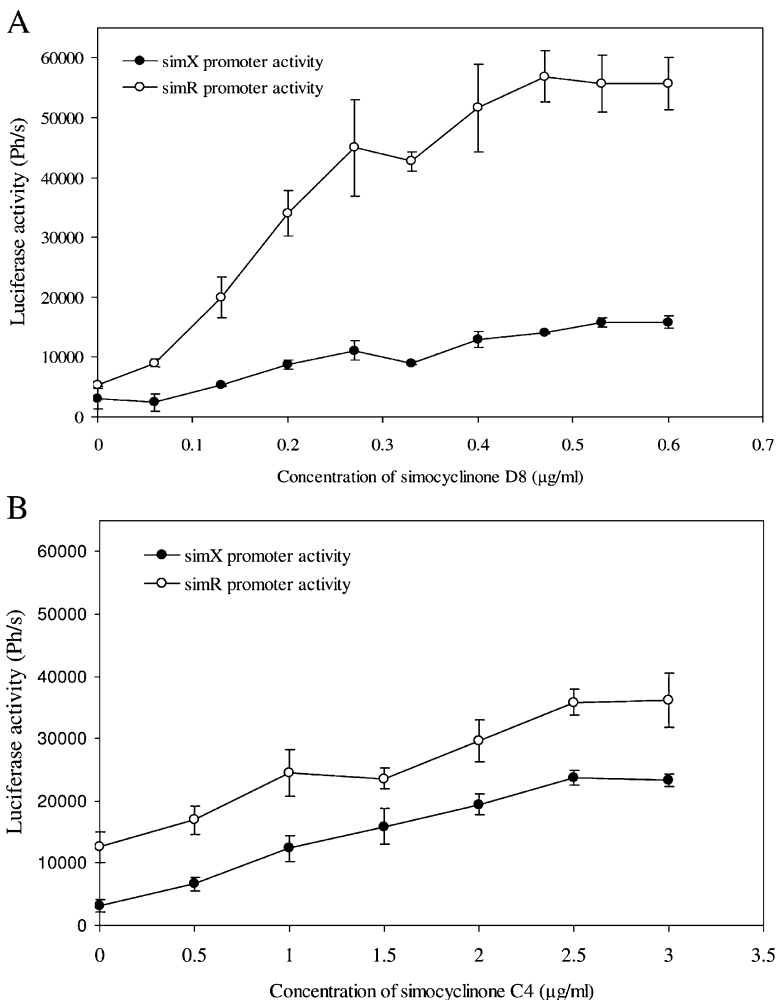 A
simX promoter activity
simR promoter activity
Luciferase activity (Ph/s)
60000
50000
40000
30000
20000
10000
0
0 0.1 0.2 0.3 0.4 0.5 0.6 0.7
Concentration of simocyclinone D8 (µg/ml)
B
simX promoter activity
simR promoter activity
Luciferase activity (Ph/s)
60000
50000
40000
30000
20000
10000
0
0 0.5 1 1.5 2 2.5 3 3.5
Concentration of simocyclinone C4 (µg/ml)